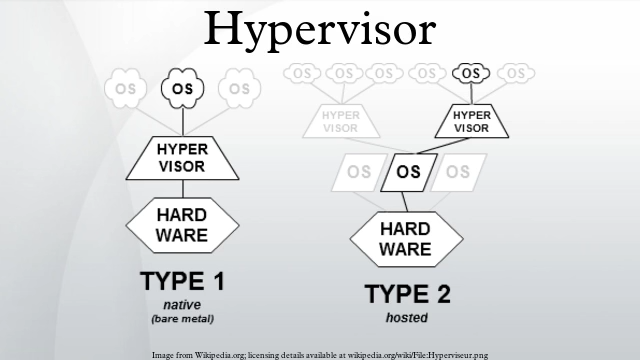 Hypervisor
OS OS OS
HYPER
VISOR
HARD
WARE
TYPE 1
native
(bare metal)
OS OS OS OS OS OS
HYPER
VISOR
HYPER
VISOR
OS OS OS
HARD
WARE
TYPE 2
hosted
Image from Wikipedia.org; licensing details available at wikipedia.org/wiki/File:Hyperviseur.png